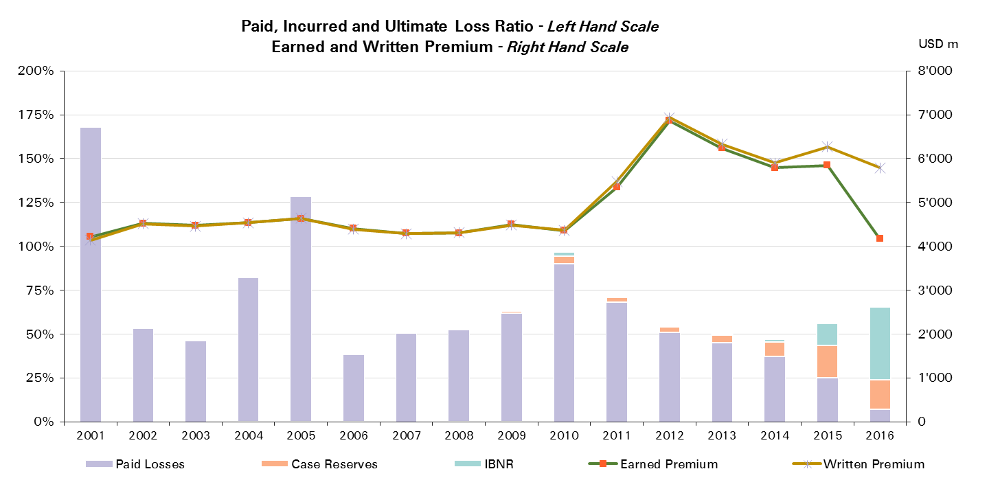 Paid, Incurred and Ultimate Loss Ratio - Left Hand Scale
Earned and Written Premium - Right Hand Scale
USD m
200% 8'000
175% 7'000
150% 6'000
125% 5'000
100% 4'000
75% 3'000
50% 2'000
25% 1'000
0% 0
2001 2002 2003 2004 2005 2006 2007 2008 2009 2010 2011 2012 2013 2014 2015 2016
Paid Losses Case Reserves IBNR Earned Premium Written Premium